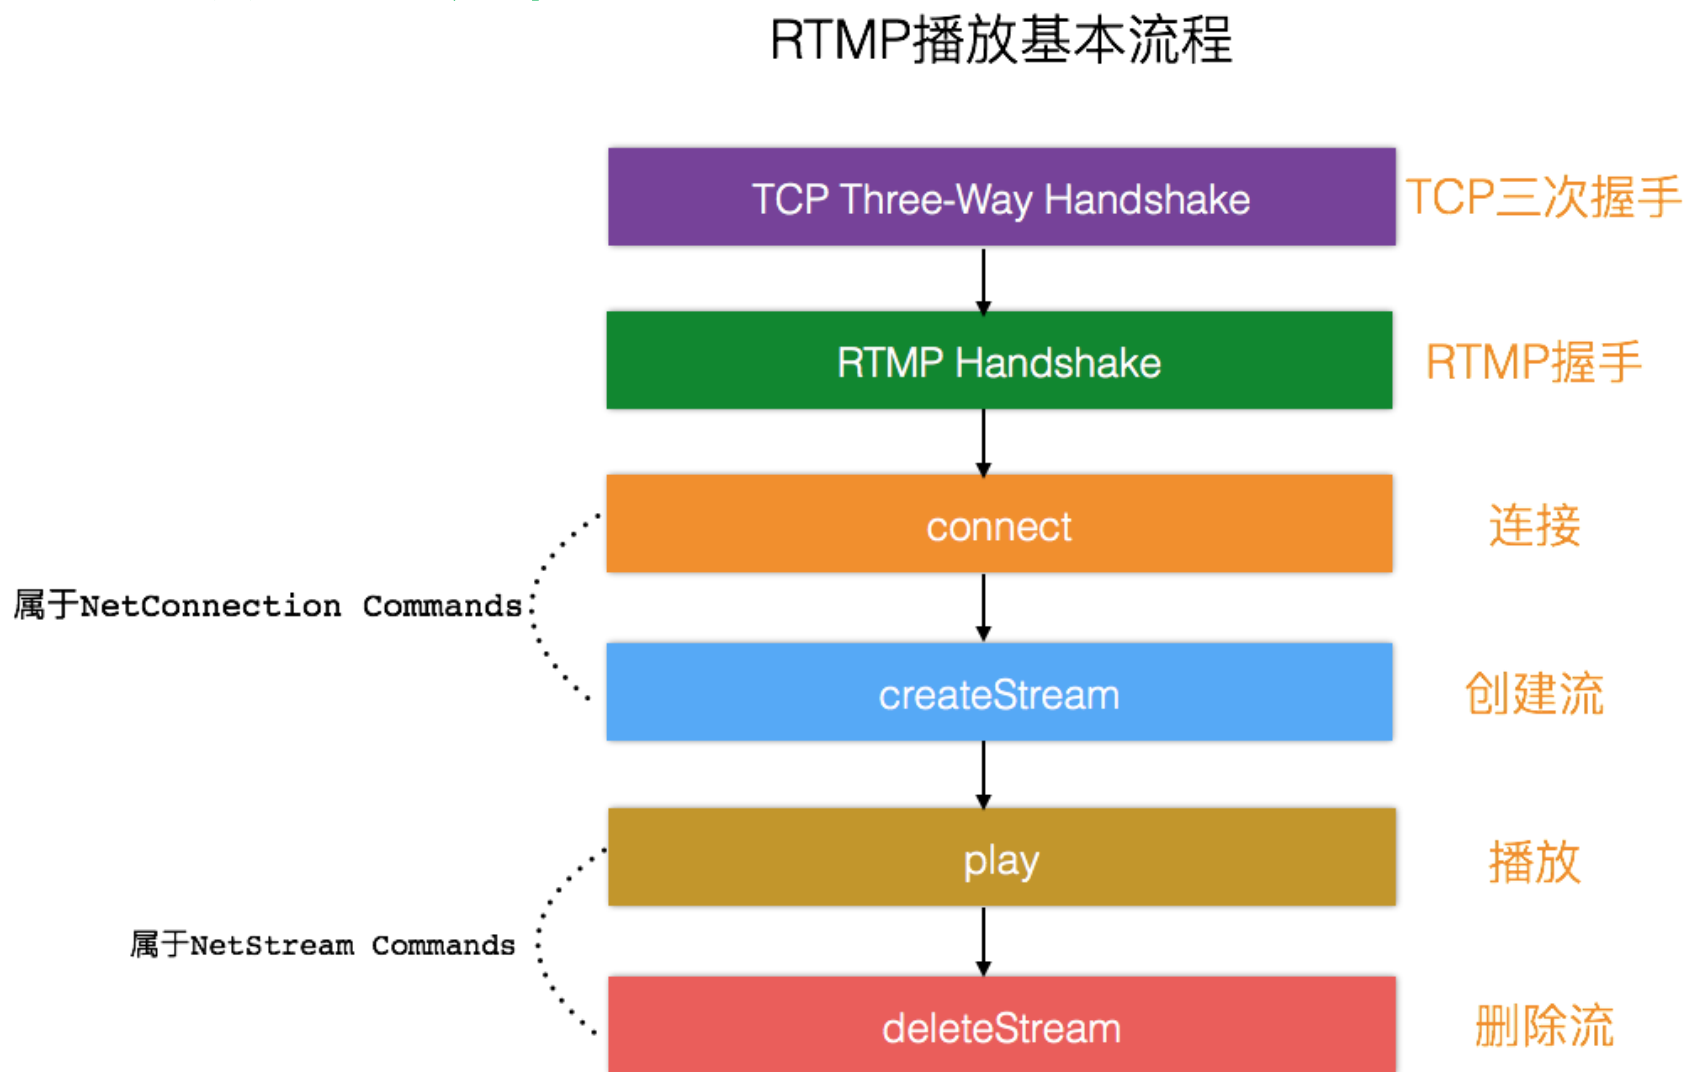 RTMP播放基本流程
TCP Three-Way Handshake
TCP三次握手
RTMP Handshake
RTMP握手
connect
连接
属于NetConnection Commands
createStream
创建流
play
播放
属于NetStream Commands
deleteStream
删除流